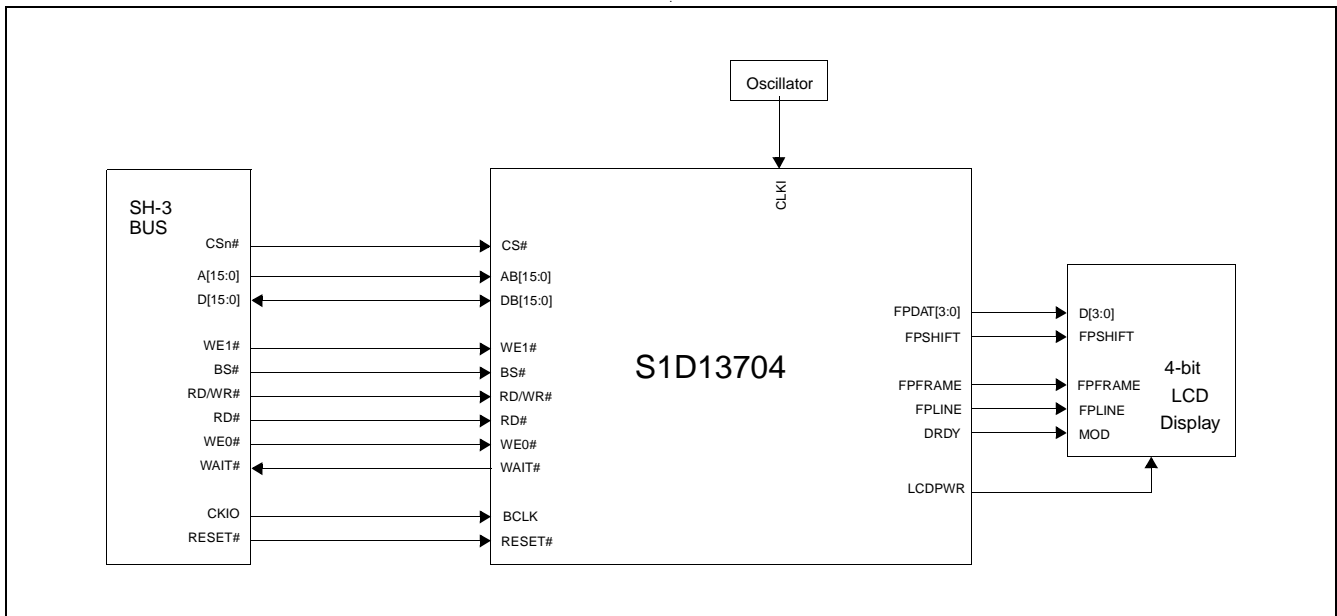 Oscillator
CLKI
SH-3
BUS
CSn#
A[15:0]
D[15:0]
WE1#
BS#
RD/WR#
RD#
WE0#
WAIT#
CKIO
RESET#
CS#
AB[15:0]
DB[15:0]
WE1#
BS#
RD/WR#
RD#
WE0#
WAIT#
BCLK
RESET#
S1D13704
FPDAT[3:0]
FPSHIFT
FPFRAME
FPLINE
DRDY
LCDPWR
D[3:0]
FPSHIFT
FPFRAME
FPLINE
MOD
4-bit
LCD
Display